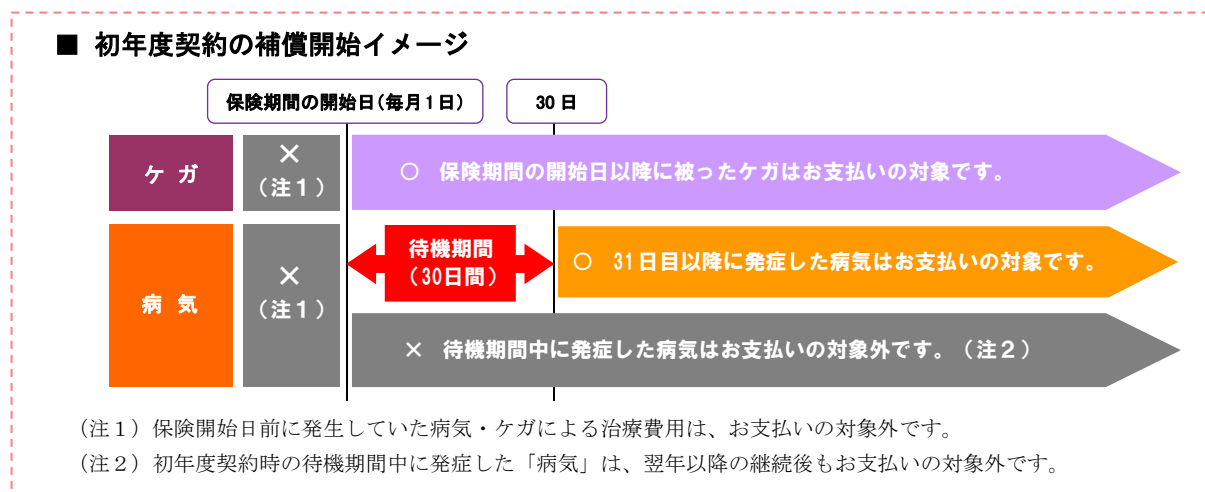 ■ 初年度契約の補償開始イメージ
保険期間の開始日(毎月1日)
30日
ケガ
×
(注1)
○ 保険期間の開始日以降に被ったケガはお支払いの対象です。
病気
×
(注1)
待機期間
(30日間)
○ 31日目以降に発症した病気はお支払いの対象です。
× 待機期間中に発症した病気はお支払いの対象外です。(注2)
(注1)保険開始日前に発生していた病気・ケガによる治療費用は、お支払いの対象外です。
(注2)初年度契約時の待機期間中に発症した「病気」は、翌年以降の継続後もお支払いの対象外です。